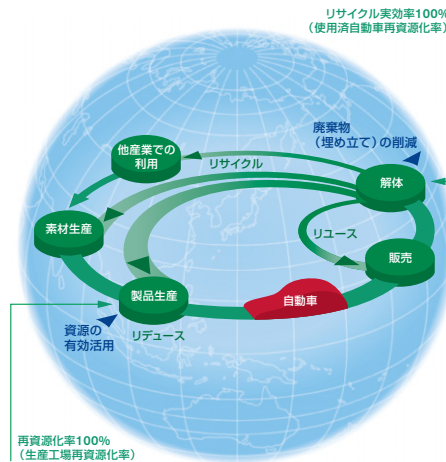 リサイクル実効率100%
（使用済自動車再資源化率）
廃棄物
（埋め立て）の削減
他産業での
利用
リサイクル
解体
素材生産
リユース
販売
製品生産
自動車
資源の
有効活用
リデュース
再資源化率100%
（生産工場再資源化率）